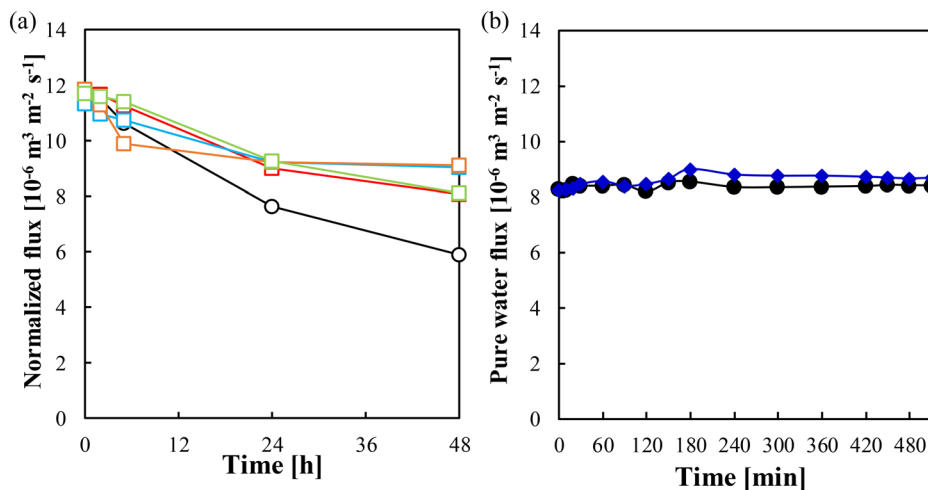 (a)
14
12
10
8
6
4
2
0
Normalized flux [10⁻⁶ m³ m⁻² s⁻¹]
0 12 24 36 48
Time [h]
(b)
14
12
10
8
6
4
2
0
Pure water flux [10⁻⁶ m³ m⁻² s⁻¹]
0 60 120 180 240 300 360 420 480
Time [min]